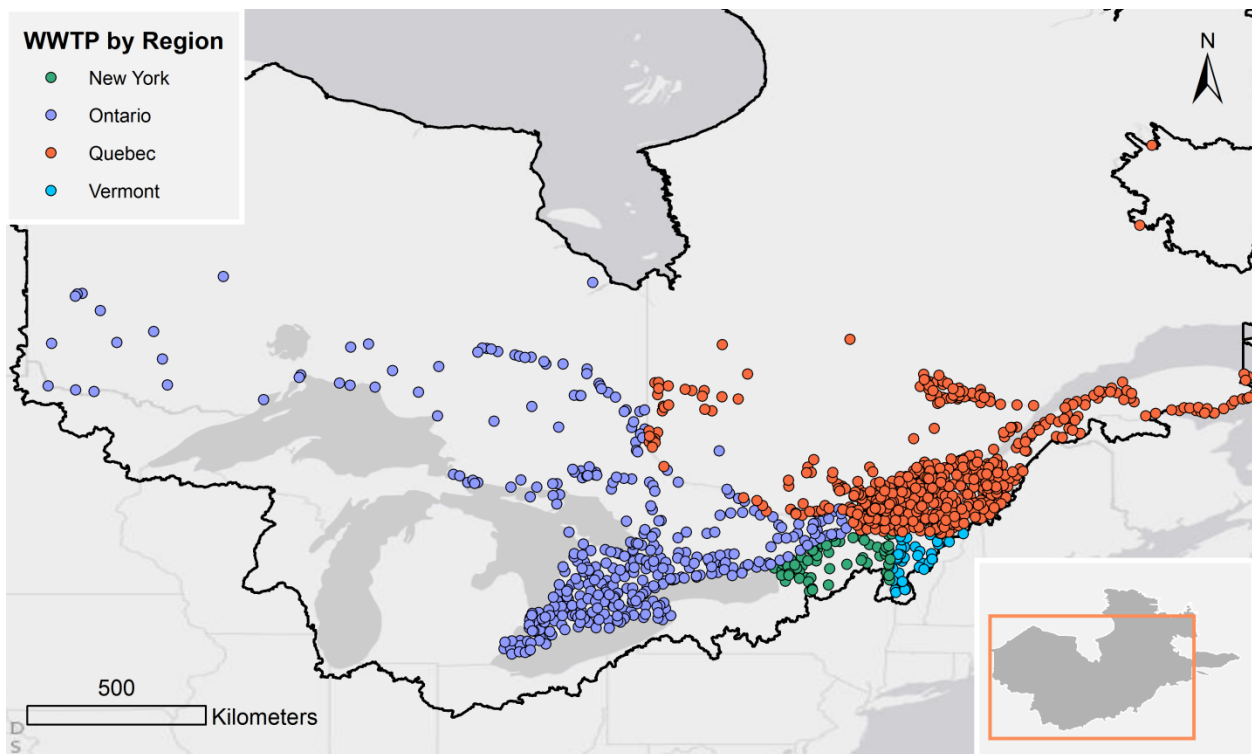 WWTP by Region
New York
Ontario
Quebec
Vermont
N
500
Kilometers
D
S